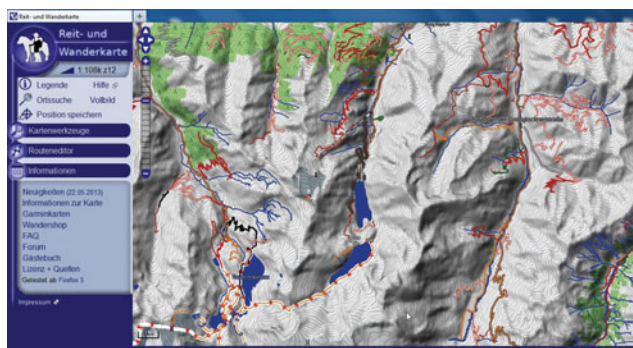 Reit- und Wanderkarte
+
Reit- und
Wanderkarte
1:108k z12
Legende Hilfe
Ortssuche Vollbild
Position speichern
Kartenwerkzeuge
Routeneditor
Informationen
Neuigkeiten (22.05.2013)
Informationen zur Karte
Garminkarten
Wandershop
FAQ
Forum
Gästebuch
Lizenz + Quellen
Getestet ab Firefox 5
Impressum